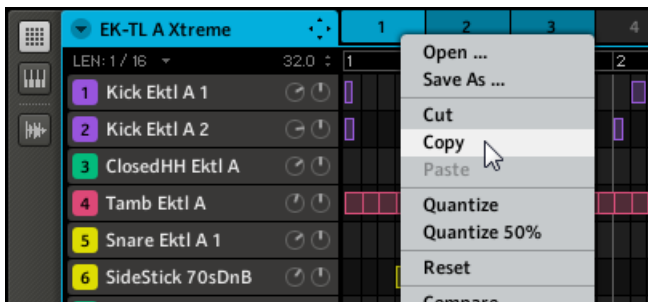 EK-TL A Xtreme
1 2 3 4
LEN: 1 / 16 32.0
1 2
1 Kick Ektl A 1
2 Kick Ektl A 2
3 ClosedHH Ektl A
4 Tamb Ektl A
5 Snare Ektl A 1
6 SideStick 70sDnB
Open ...
Save As ...
Cut
Copy
Paste
Quantize
Quantize 50%
Reset
Compare